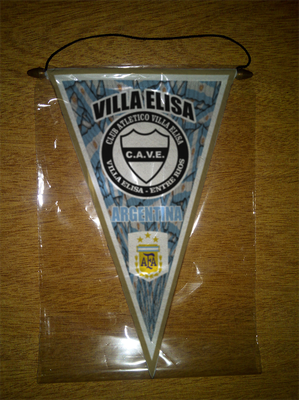 VILLA ELISA
CLUB ATLETICO VILLA ELISA
C.A.V.E.
VILLA ELISA - ENTRE RIOS
ARGENTINA
AFA